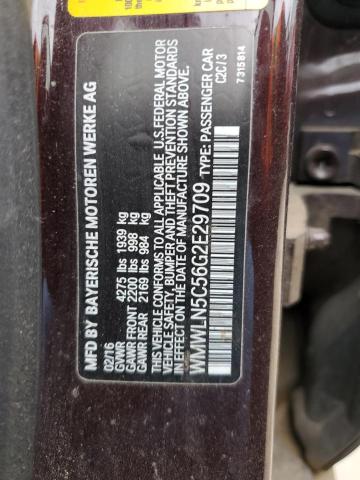 MFD BY BAYERISCHE MOTOREN WERKE AG
02/16
GVWR 4275 lbs 1939 kg
GAWR FRONT 2200 lbs 998 kg
GAWR REAR 2169 lbs 984 kg
THIS VEHICLE CONFORMS TO ALL APPLICABLE U.S.FEDERAL MOTOR
VEHICLE SAFETY, BUMPER AND THEFT PREVENTION STANDARDS
IN EFFECT ON THE DATE OF MANUFACTURE SHOWN ABOVE.
WMWLN5C56G2E29709 TYPE: PASSENGER CAR
C2C/3
7315814